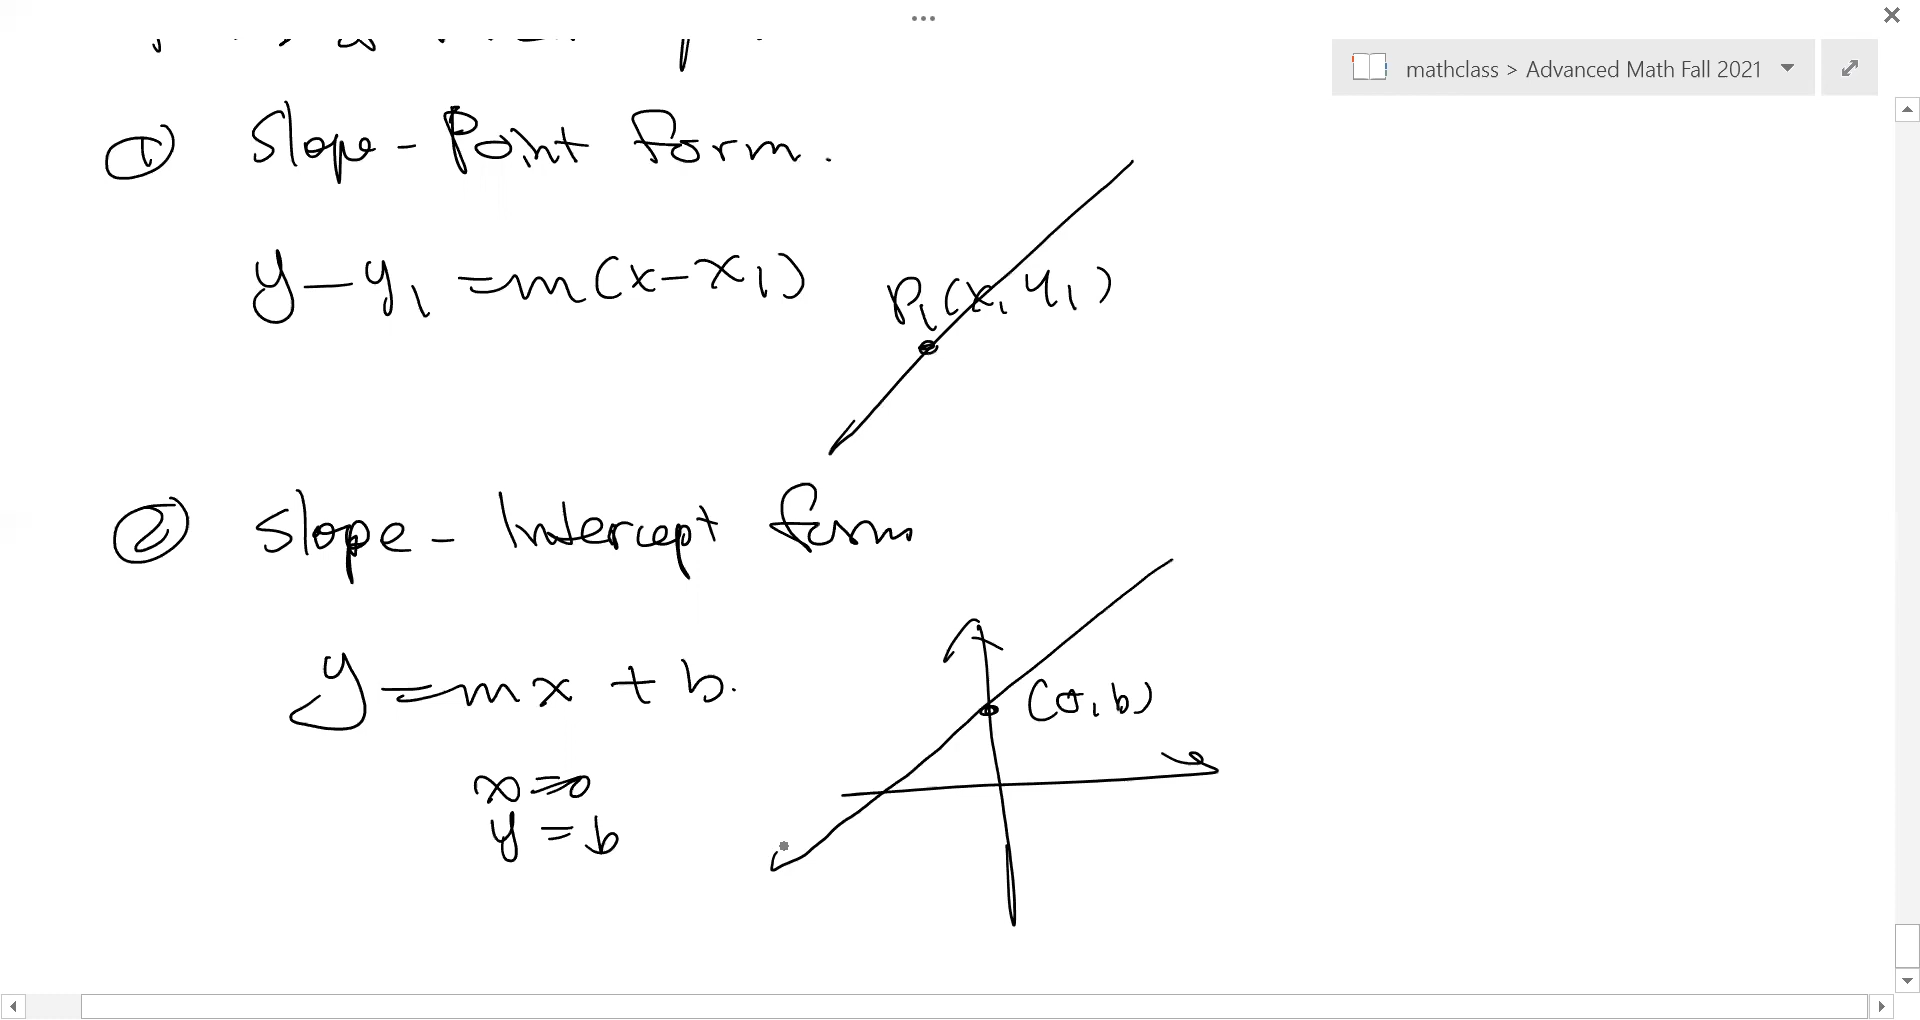 mathclass > Advanced Math Fall 2021
① Slope - Point Form.
y - y₁ = m(x - x₁)
P₁(x₁ y₁)
② Slope - Intercept form
y = mx + b.
(0, b)
x = 0
y = b